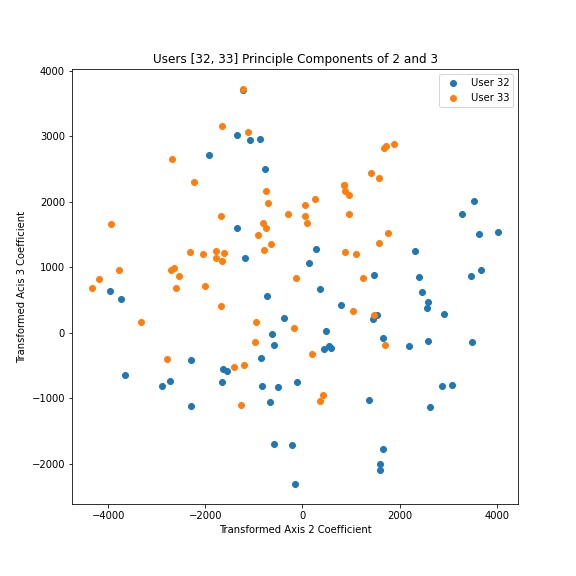 Users [32, 33] Principle Components of 2 and 3
User 32
User 33
Transformed Acis 3 Coefficient
4000
3000
2000
1000
0
−1000
−2000
−4000 −2000 0 2000 4000
Transformed Axis 2 Coefficient